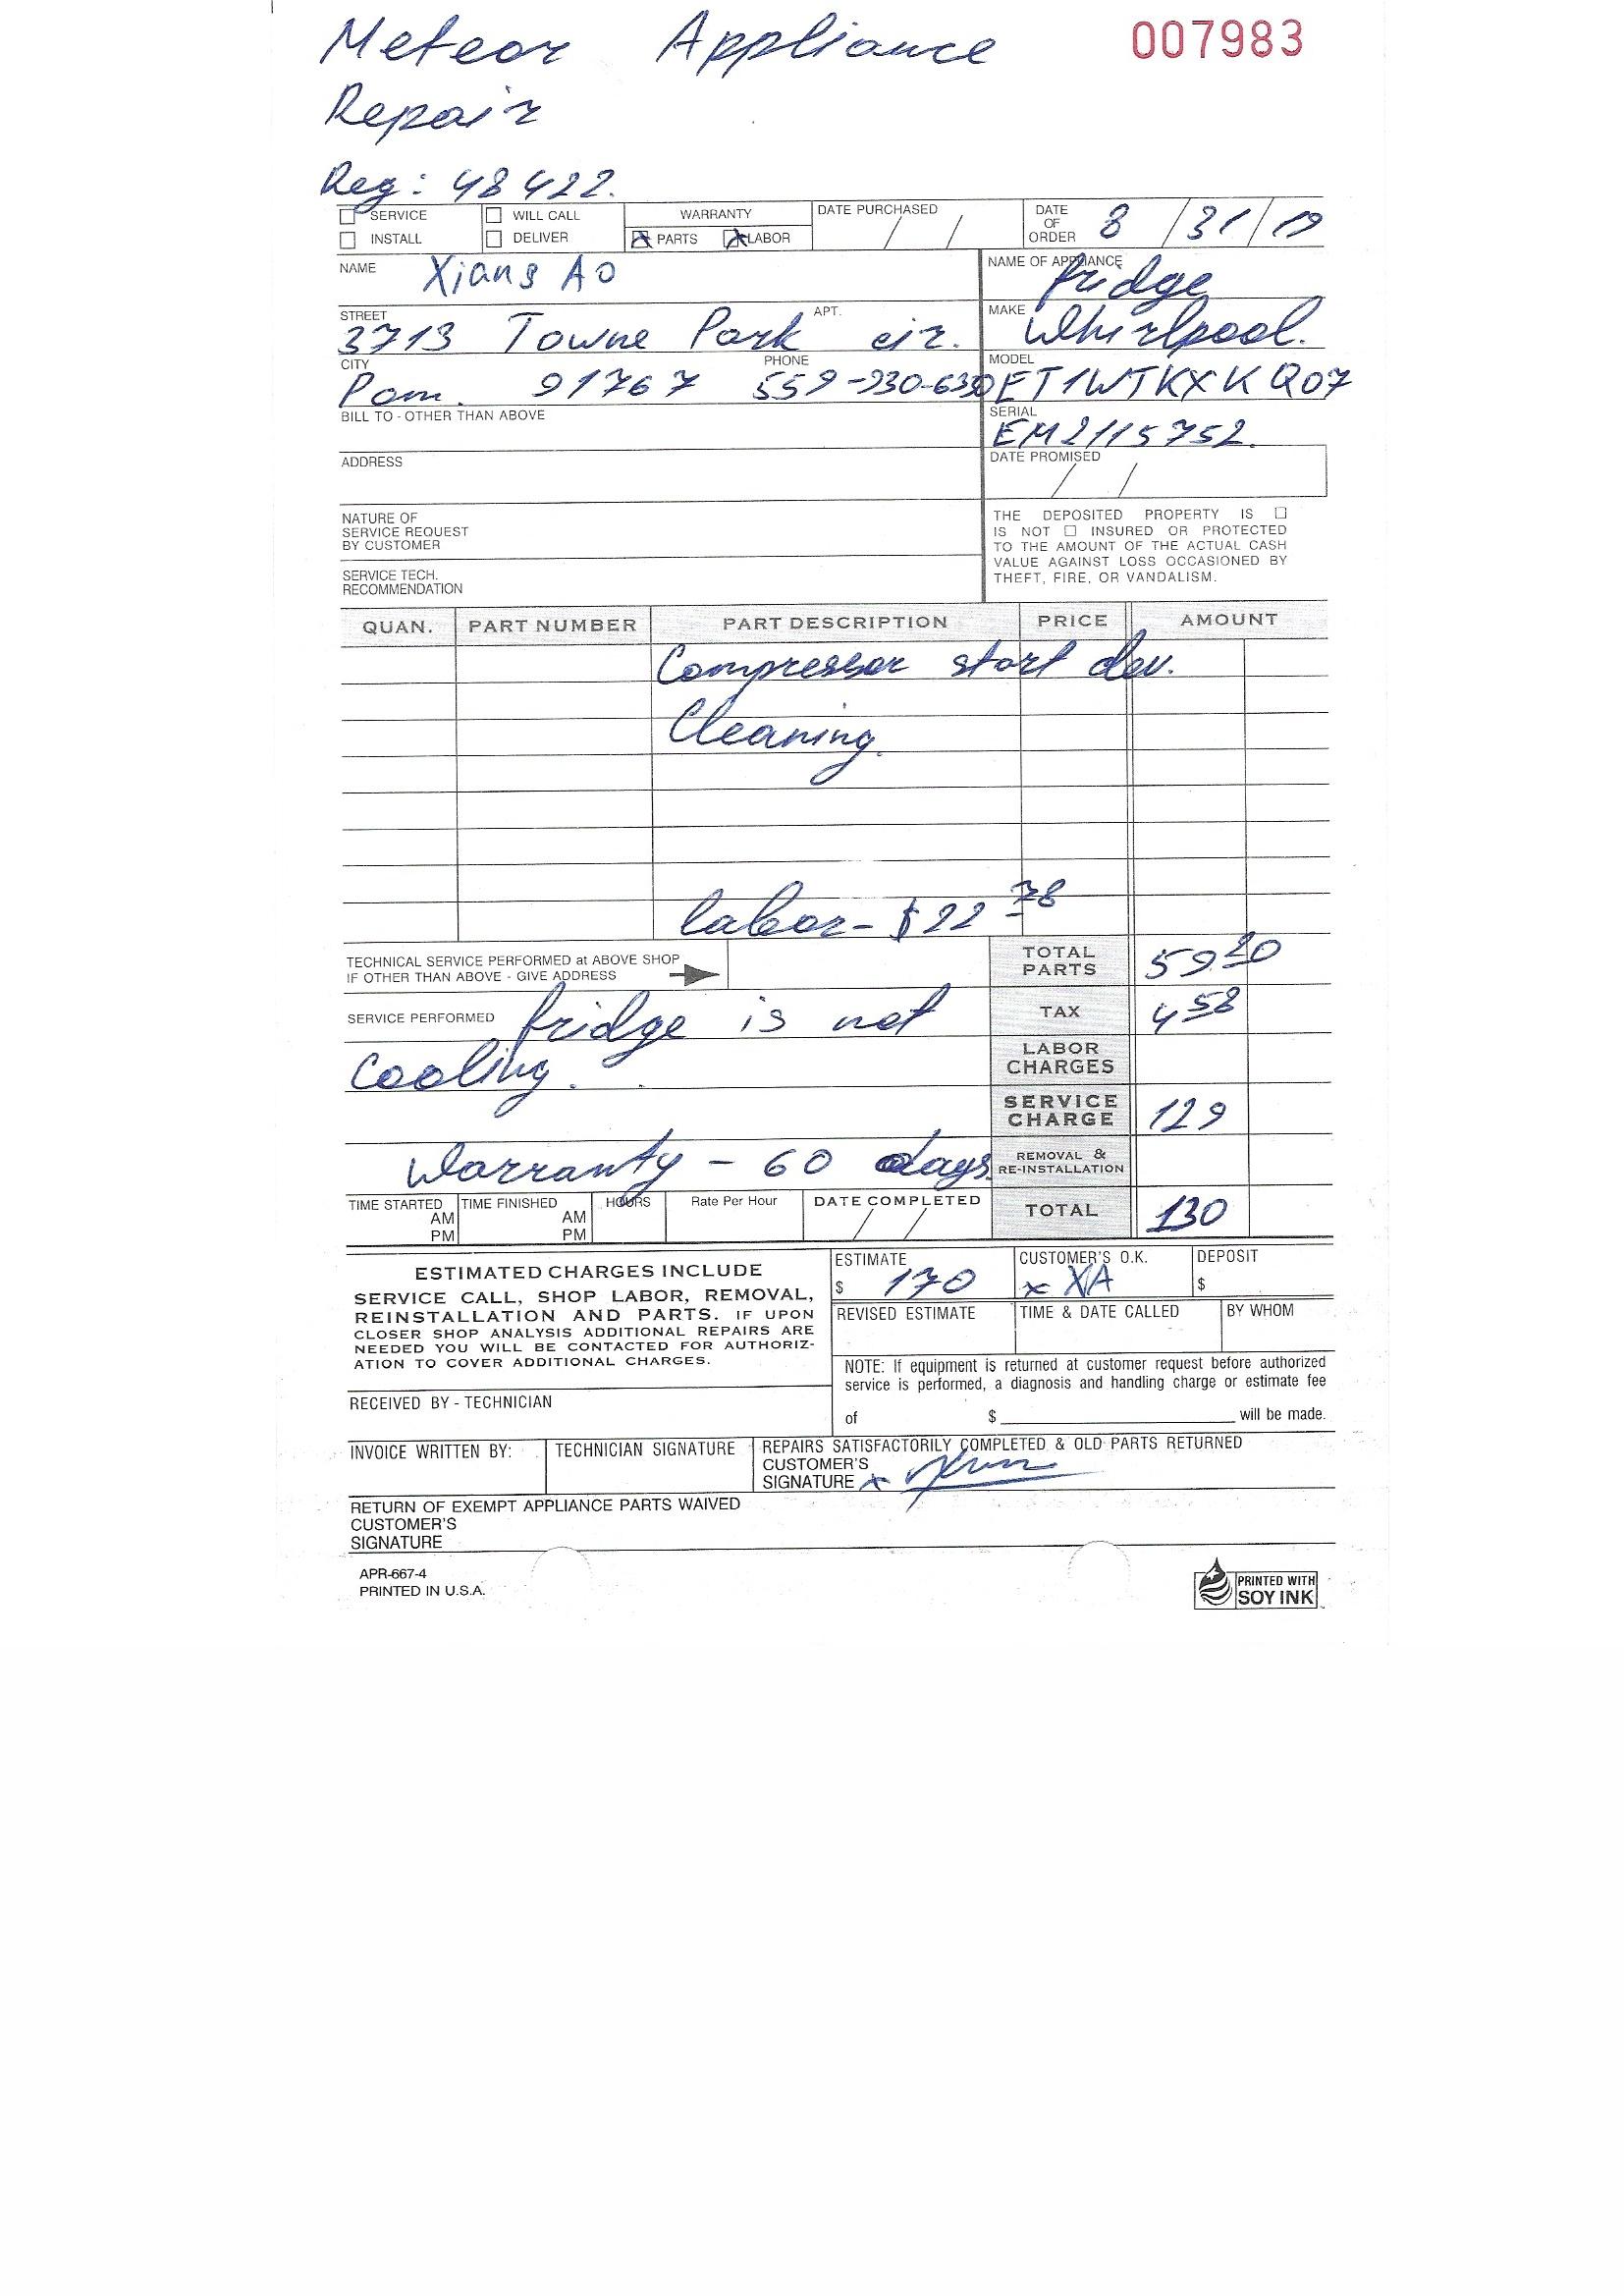 Meteor Appliance 007983
Repair
Reg: 48422.
SERVICE WILL CALL WARRANTY DATE PURCHASED / / DATE OF ORDER 8/31/19
INSTALL DELIVER PARTS LABOR
NAME Xiang AO NAME OF APPLIANCE fridge
STREET 3713 Towne Park cir. APT. MAKE Whirlpool.
CITY Pom. 91767 PHONE 559-930-630 MODEL ET1WTKXKQ07
BILL TO - OTHER THAN ABOVE SERIAL EM2115752.
ADDRESS DATE PROMISED / /
NATURE OF
SERVICE REQUEST
BY CUSTOMER
SERVICE TECH.
RECOMMENDATION
THE DEPOSITED PROPERTY IS
IS NOT INSURED OR PROTECTED
TO THE AMOUNT OF THE ACTUAL CASH
VALUE AGAINST LOSS OCCASIONED BY
THEFT, FIRE, OR VANDALISM.
QUAN. PART NUMBER PART DESCRIPTION PRICE AMOUNT
Compressor start dev.
Cleaning.
labor - $22 78
TECHNICAL SERVICE PERFORMED at ABOVE SHOP
IF OTHER THAN ABOVE - GIVE ADDRESS
TOTAL PARTS 59 20
SERVICE PERFORMED fridge is not TAX 4 58
cooling. LABOR CHARGES
SERVICE CHARGE 129
Warranty - 60 days. REMOVAL & RE-INSTALLATION
TIME STARTED AM PM TIME FINISHED AM PM HOURS Rate Per Hour DATE COMPLETED / / TOTAL 130
ESTIMATED CHARGES INCLUDE
SERVICE CALL, SHOP LABOR, REMOVAL,
REINSTALLATION AND PARTS. IF UPON
CLOSER SHOP ANALYSIS ADDITIONAL REPAIRS ARE
NEEDED YOU WILL BE CONTACTED FOR AUTHORIZ-
ATION TO COVER ADDITIONAL CHARGES.
ESTIMATE $ 170 CUSTOMER'S O.K. x XA DEPOSIT $
REVISED ESTIMATE TIME & DATE CALLED BY WHOM
NOTE: If equipment is returned at customer request before authorized
service is performed, a diagnosis and handling charge or estimate fee
of $ will be made.
RECEIVED BY - TECHNICIAN
INVOICE WRITTEN BY: TECHNICIAN SIGNATURE REPAIRS SATISFACTORILY COMPLETED & OLD PARTS RETURNED
CUSTOMER'S
SIGNATURE x
RETURN OF EXEMPT APPLIANCE PARTS WAIVED
CUSTOMER'S
SIGNATURE
APR-667-4
PRINTED IN U.S.A.
PRINTED WITH
SOY INK